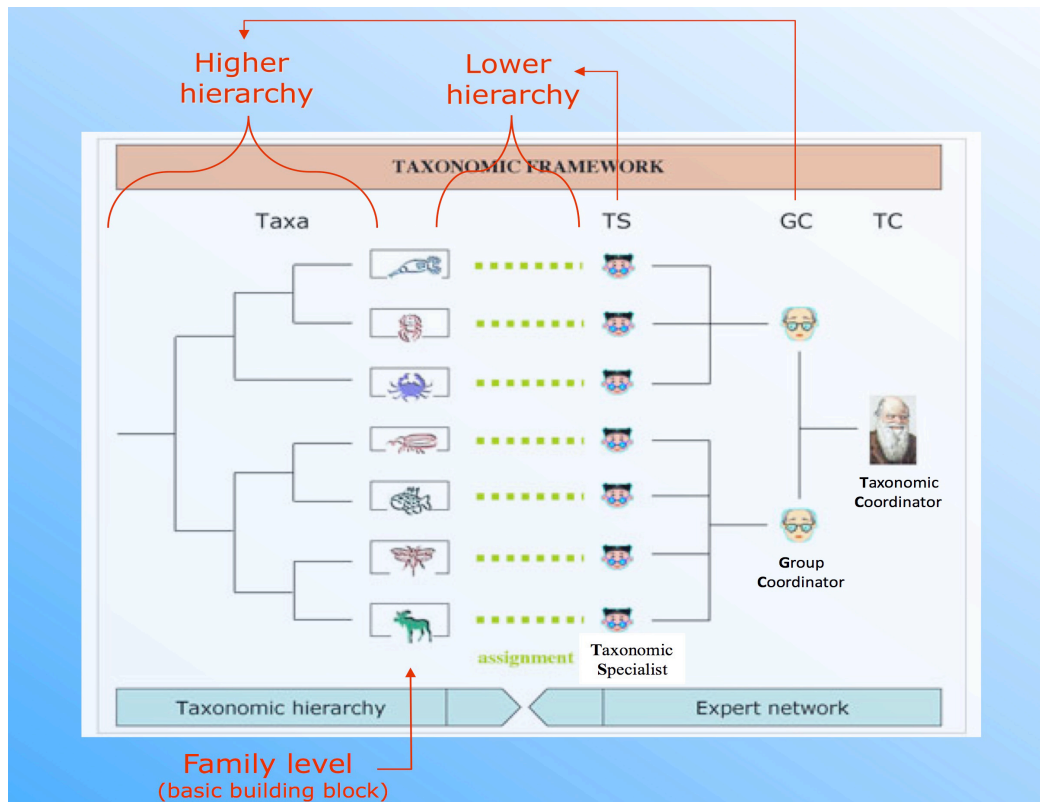 Higher
hierarchy
Lower
hierarchy
TAXONOMIC FRAMEWORK
Taxa
TS
GC
TC
Taxonomic
Coordinator
Group
Coordinator
assignment
Taxonomic
Specialist
Taxonomic hierarchy
Expert network
Family level
(basic building block)